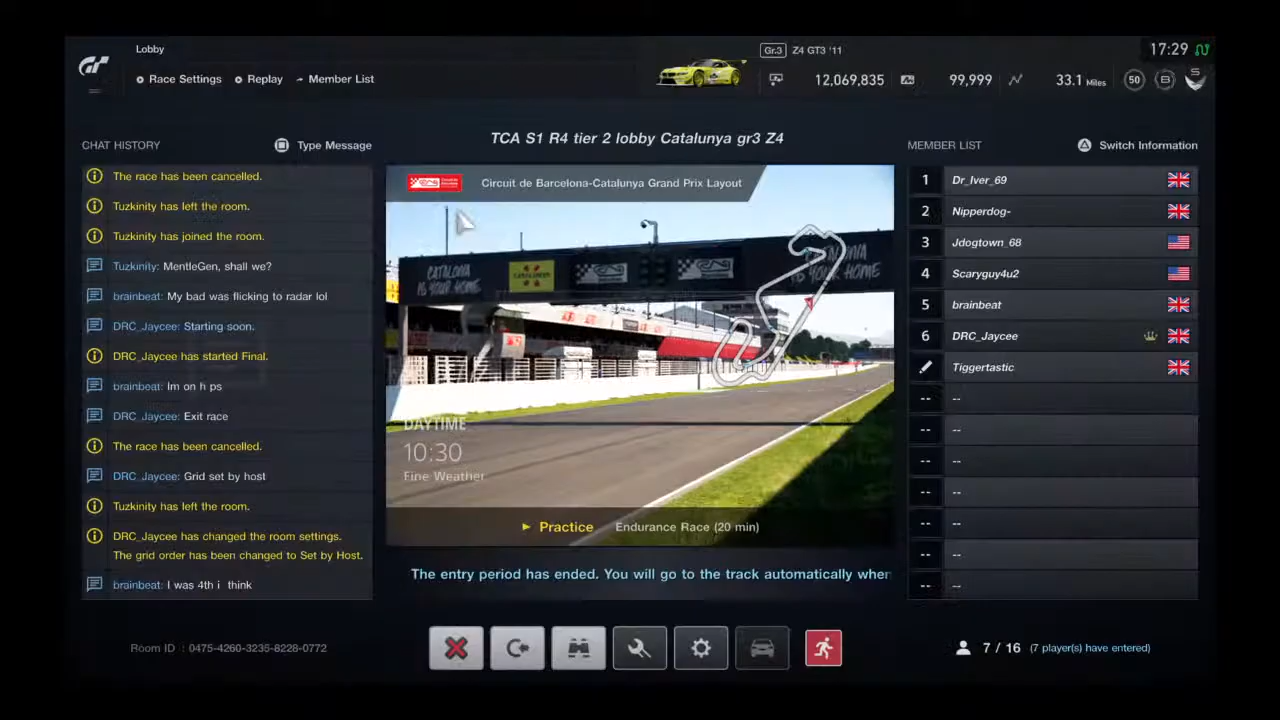 Lobby
Race Settings
Replay
Member List
Gr.3
Z4 GT3 '11
12,069,835
99,999
33.1 Miles
17:29
50
B
S
CHAT HISTORY
Type Message
TCA S1 R4 tier 2 lobby Catalunya gr3 Z4
MEMBER LIST
Switch Information
The race has been cancelled.
Tuzkinity has left the room.
Tuzkinity has joined the room.
Tuzkinity: MentleGen, shall we?
brainbeat: My bad was flicking to radar lol
DRC_Jaycee: Starting soon.
DRC_Jaycee has started Final.
brainbeat: Im on h ps
DRC_Jaycee: Exit race
The race has been cancelled.
DRC_Jaycee: Grid set by host
Tuzkinity has left the room.
DRC_Jaycee has changed the room settings.
The grid order has been changed to Set by Host.
brainbeat: I was 4th i think
Circuit de Barcelona-Catalunya Grand Prix Layout
CATALONIA
IS YOUR HOME
CATALONIA
IS YOUR HOME
DAYTIME
10:30
Fine Weather
Practice
Endurance Race (20 min)
The entry period has ended. You will go to the track automatically when
1 Dr_Iver_69
2 Nipperdog-
3 Jdogtown_68
4 Scaryguy4u2
5 brainbeat
6 DRC_Jaycee
Tiggertastic
-- --
-- --
-- --
-- --
-- --
-- --
-- --
Room ID : 0475-4260-3235-8228-0772
7 / 16 (7 player(s) have entered)